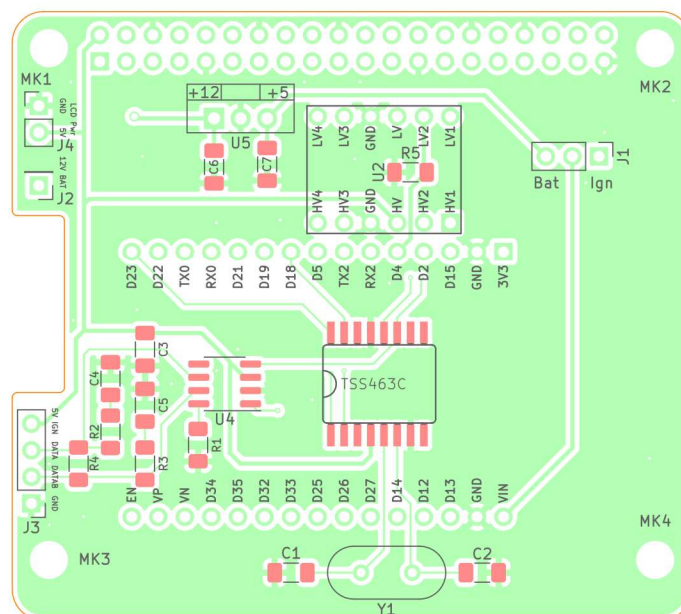 MK1
MK2
LCD Pwr
GND
5V
J4
12V BAT
J2
+12
+5
U5
C6
C7
LV4
LV3
GND
LV
LV2
LV1
R5
U2
HV4
HV3
GND
HV
HV2
HV1
J1
Bat
Ign
D23
D22
TX0
RX0
D21
D19
D18
D5
TX2
RX2
D4
D2
D15
GND
3V3
C3
C4
C5
U4
TSS463C
R2
R1
R3
R4
5V IGN
DATA
DATAB
GND
J3
EN
VP
VN
D34
D35
D32
D33
D25
D26
D27
D14
D12
D13
GND
VIN
MK3
C1
C2
MK4
Y1